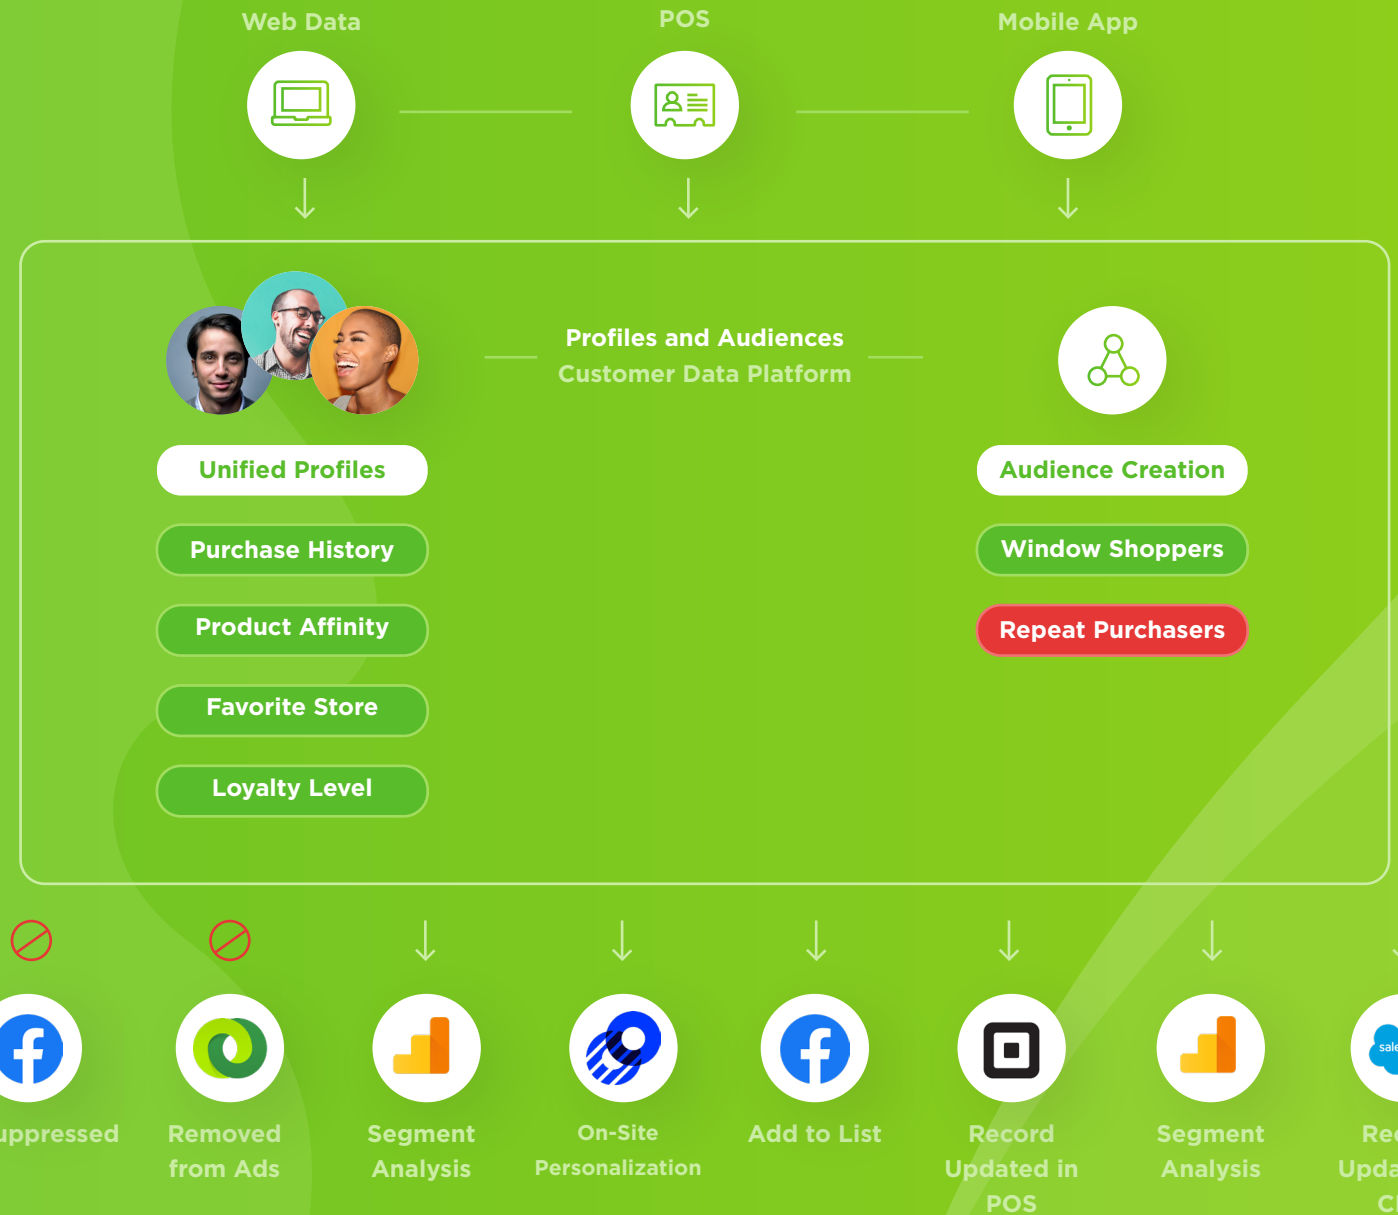 Web Data
POS
Mobile App
Profiles and Audiences
Customer Data Platform
Unified Profiles
Purchase History
Product Affinity
Favorite Store
Loyalty Level
Audience Creation
Window Shoppers
Repeat Purchasers
Removed
from Ads
Segment
Analysis
On-Site
Personalization
Add to List
Record
Updated in
POS
Segment
Analysis